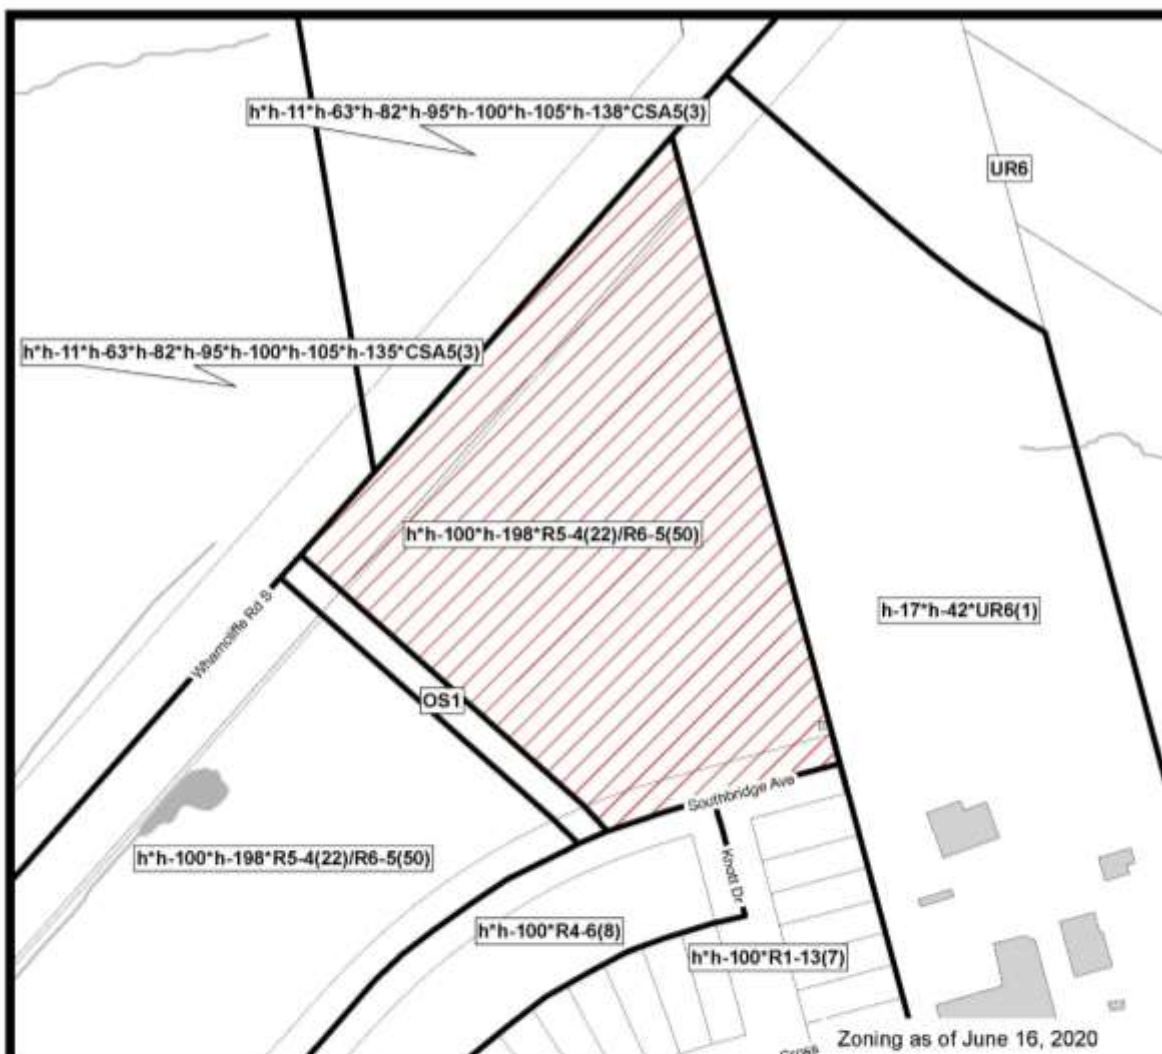 h*h-11*h-63*h-82*h-95*h-100*h-105*h-138*CSA5(3)
UR6
h*h-11*h-63*h-82*h-95*h-100*h-105*h-135*CSA5(3)
h*h-100*h-198*R5-4(22)/R6-5(50)
h-17*h-42*UR6(1)
Wharncliffe Rd S
OS1
Southbridge Ave
h*h-100*h-198*R5-4(22)/R6-5(50)
Knott Dr
h*h-100*R4-6(8)
h*h-100*R1-13(7)
Zoning as of June 16, 2020
Cross